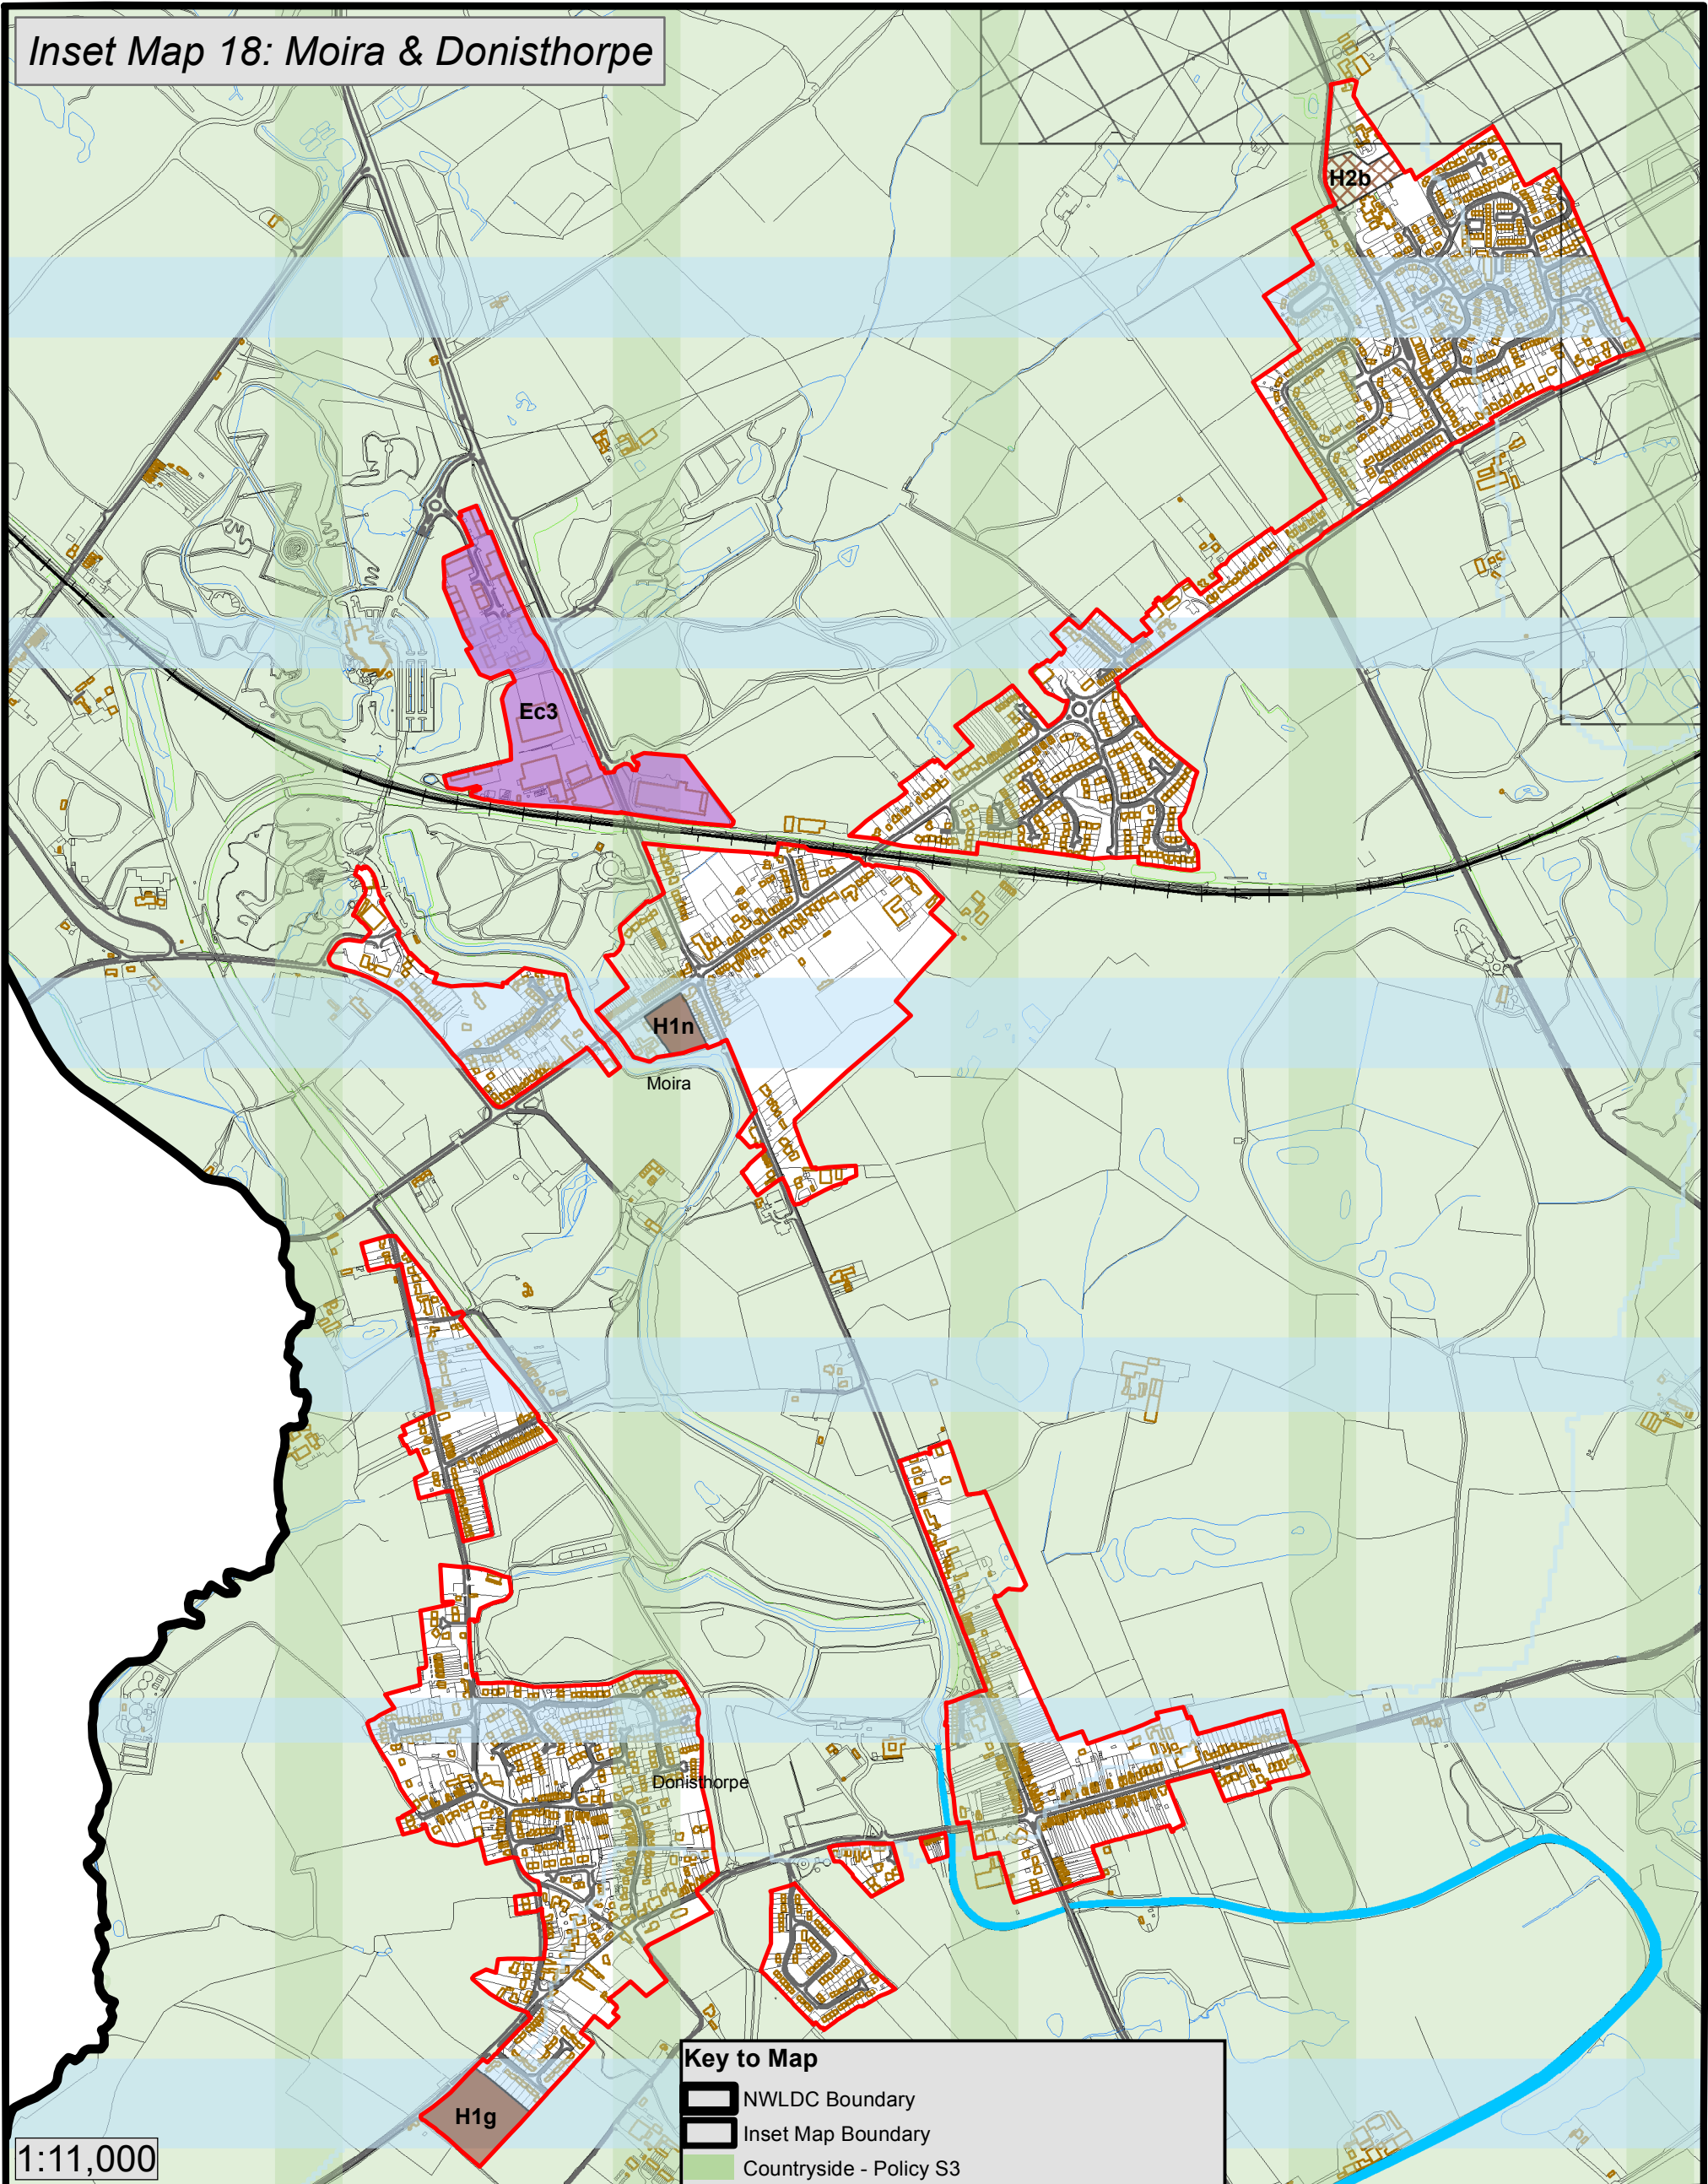 Inset Map 18: Moira & Donisthorpe
H2b
Ec3
H1n
Moira
Donisthorpe
H1g
Key to Map
NWLDC Boundary
Inset Map Boundary
Countryside - Policy S3
1:11,000